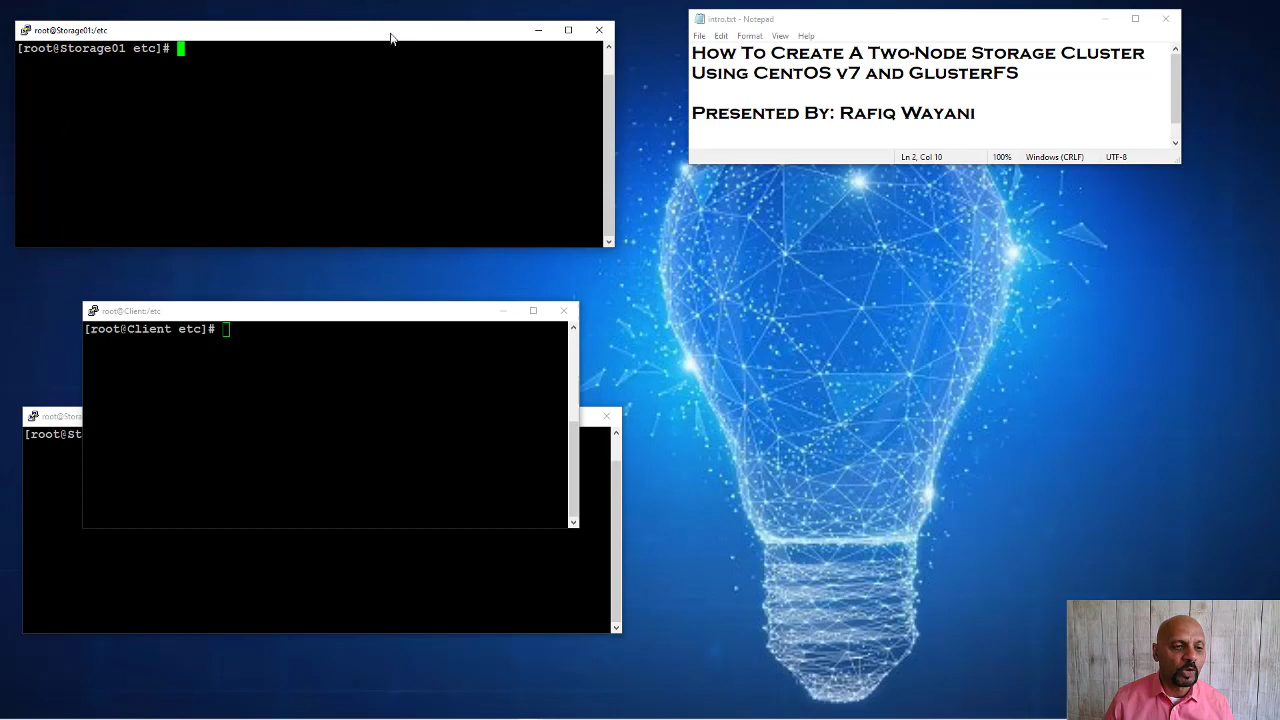 root@Storage01:/etc
[root@Storage01 etc]#
intro.txt - Notepad
File Edit Format View Help
How To Create A Two-Node Storage Cluster
Using CentOS v7 and GlusterFS
Presented By: Rafiq Wayani
Ln 2, Col 10 100% Windows (CRLF) UTF-8
root@Client:/etc
[root@Client etc]#
root@Stora
[root@St